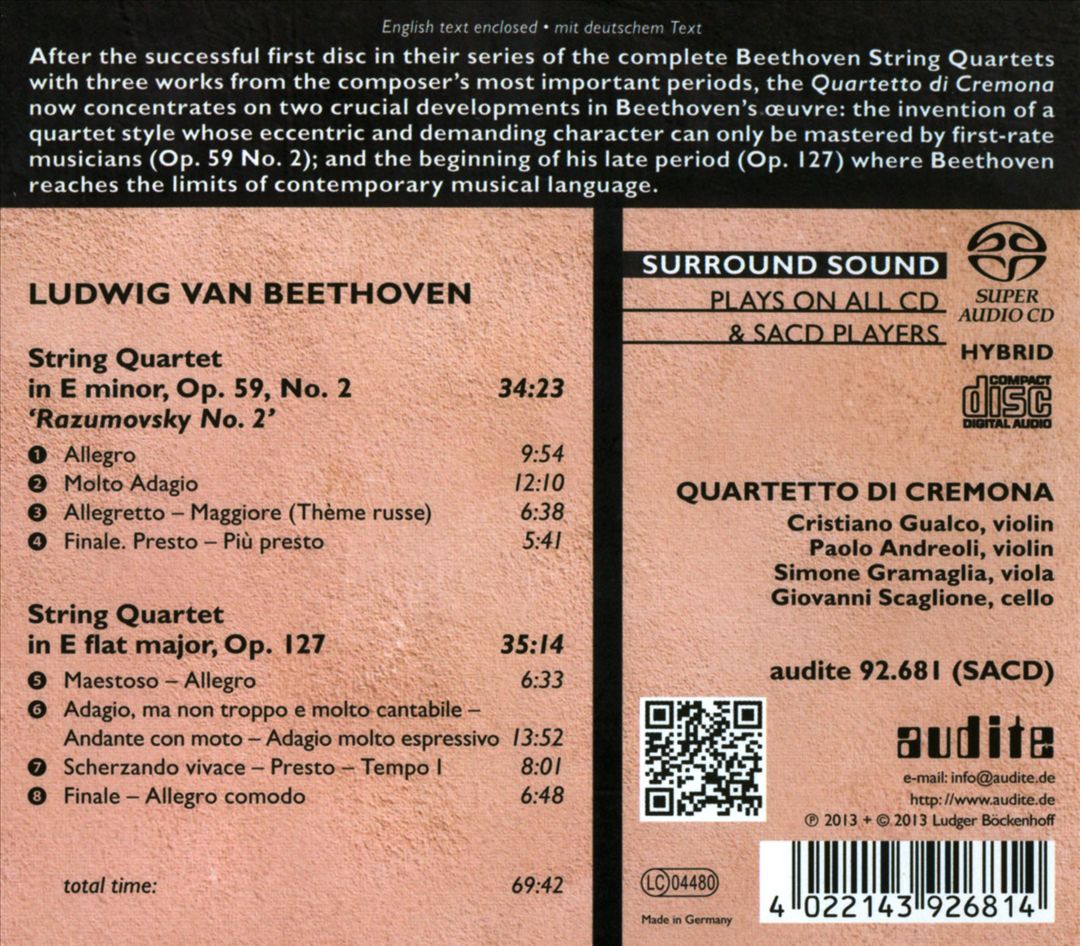 English text enclosed • mit deutschem Text
After the successful first disc in their series of the complete Beethoven String Quartets
with three works from the composer's most important periods, the Quartetto di Cremona
now concentrates on two crucial developments in Beethoven's œuvre: the invention of a
quartet style whose eccentric and demanding character can only be mastered by first-rate
musicians (Op. 59 No. 2); and the beginning of his late period (Op. 127) where Beethoven
reaches the limits of contemporary musical language.
LUDWIG VAN BEETHOVEN
String Quartet
in E minor, Op. 59, No. 2 34:23
‘Razumovsky No. 2’
1 Allegro 9:54
2 Molto Adagio 12:10
3 Allegretto – Maggiore (Thème russe) 6:38
4 Finale. Presto – Più presto 5:41
String Quartet
in E flat major, Op. 127 35:14
5 Maestoso – Allegro 6:33
6 Adagio, ma non troppo e molto cantabile –
Andante con moto – Adagio molto espressivo 13:52
7 Scherzando vivace – Presto – Tempo I 8:01
8 Finale – Allegro comodo 6:48
total time: 69:42
SURROUND SOUND
PLAYS ON ALL CD
& SACD PLAYERS
SUPER
AUDIO CD
HYBRID
COMPACT
disc
DIGITAL AUDIO
QUARTETTO DI CREMONA
Cristiano Gualco, violin
Paolo Andreoli, violin
Simone Gramaglia, viola
Giovanni Scaglione, cello
audite 92.681 (SACD)
audite
e-mail: info@audite.de
http://www.audite.de
℗ 2013 + © 2013 Ludger Böckenhoff
LC 04480
Made in Germany
4 022143 926814